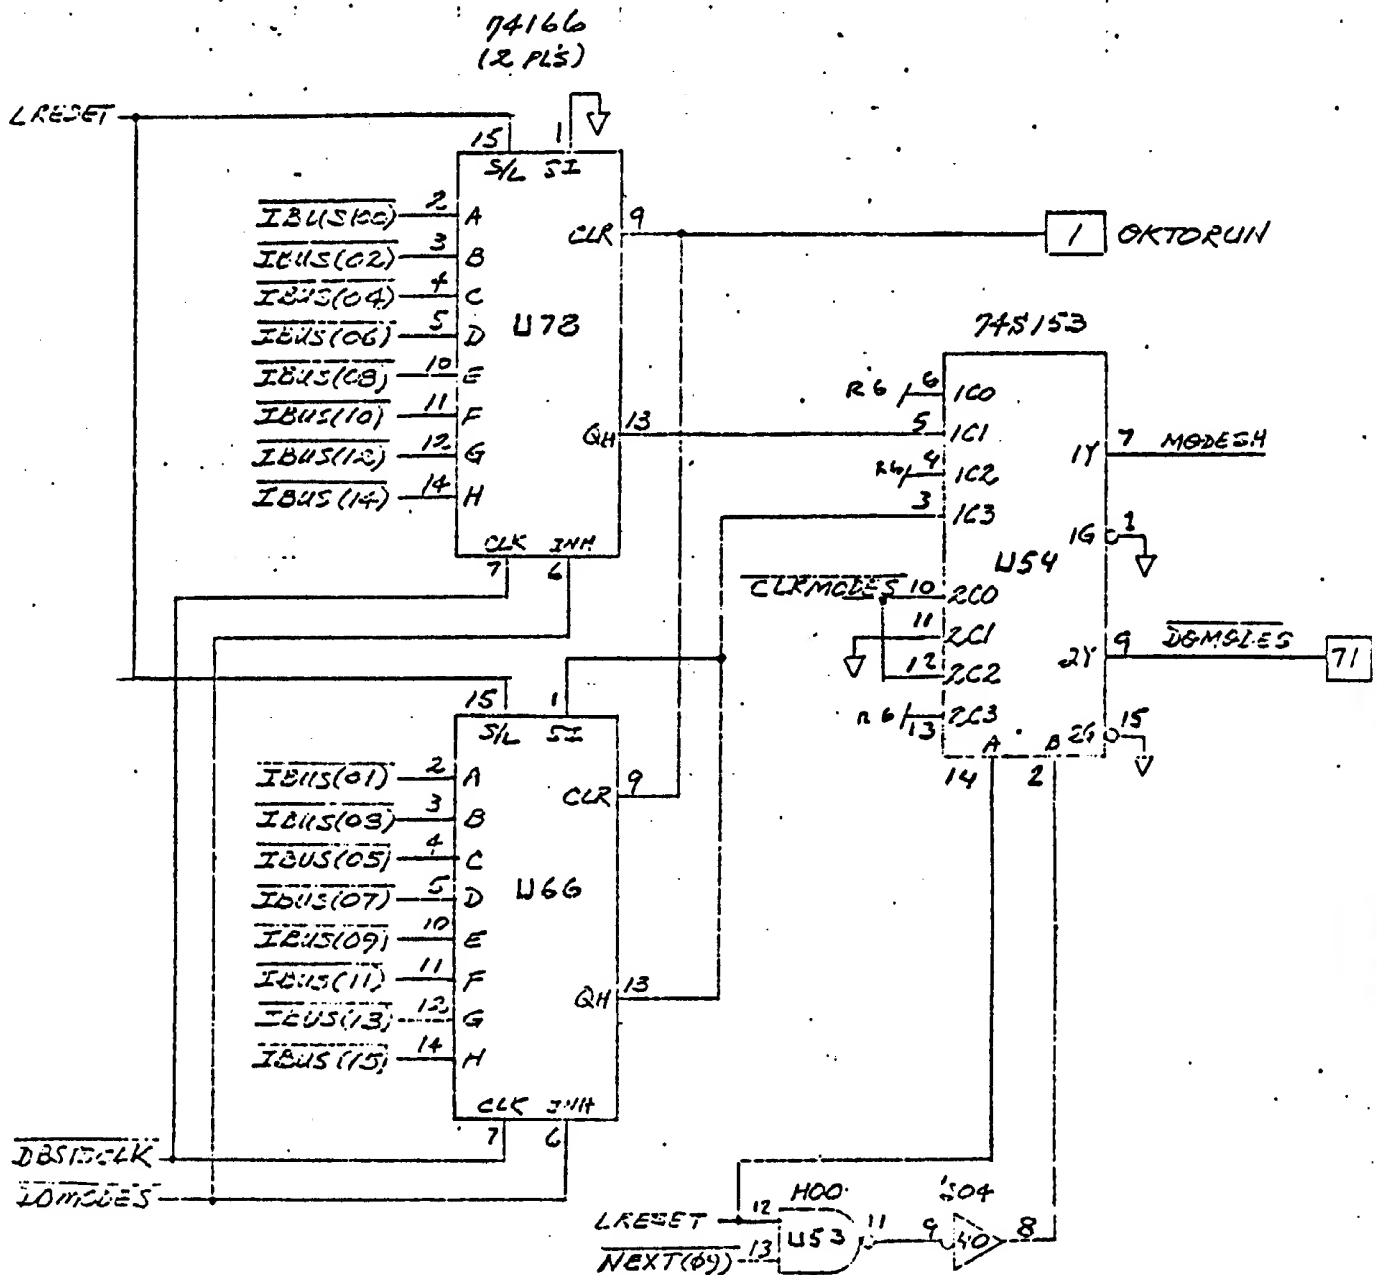 74166
(2 PL'S)
LRESET
15 1
S/L SI
IBUS(00) 2 A
IBUS(02) 3 B
IBUS(04) 4 C
IBUS(06) 5 D
IBUS(08) 10 E
IBUS(10) 11 F
IBUS(12) 12 G
IBUS(14) 14 H
CLR 9
U78
QH 13
CLK INH
7 6
1 OKTORUN
74S153
R6 6 1C0
5 1C1
R6 4 1C2
3 1C3
CLRMODES 10 2C0
11 2C1
12 2C2
R6 13 2C3
U54
1Y 7 MODESH
1G 1
2Y 9 71
2G 15
A B
14 2
15 1
S/L SI
IBUS(01) 2 A
IBUS(03) 3 B
IBUS(05) 4 C
IBUS(07) 5 D
IBUS(09) 10 E
IBUS(11) 11 F
IBUS(13) 12 G
IBUS(15) 14 H
CLR 9
U66
QH 13
CLK INH
7 6
LDMODES
H00 'S04
LRESET 12
NEXT(09) 13
U53 11 9 40 8